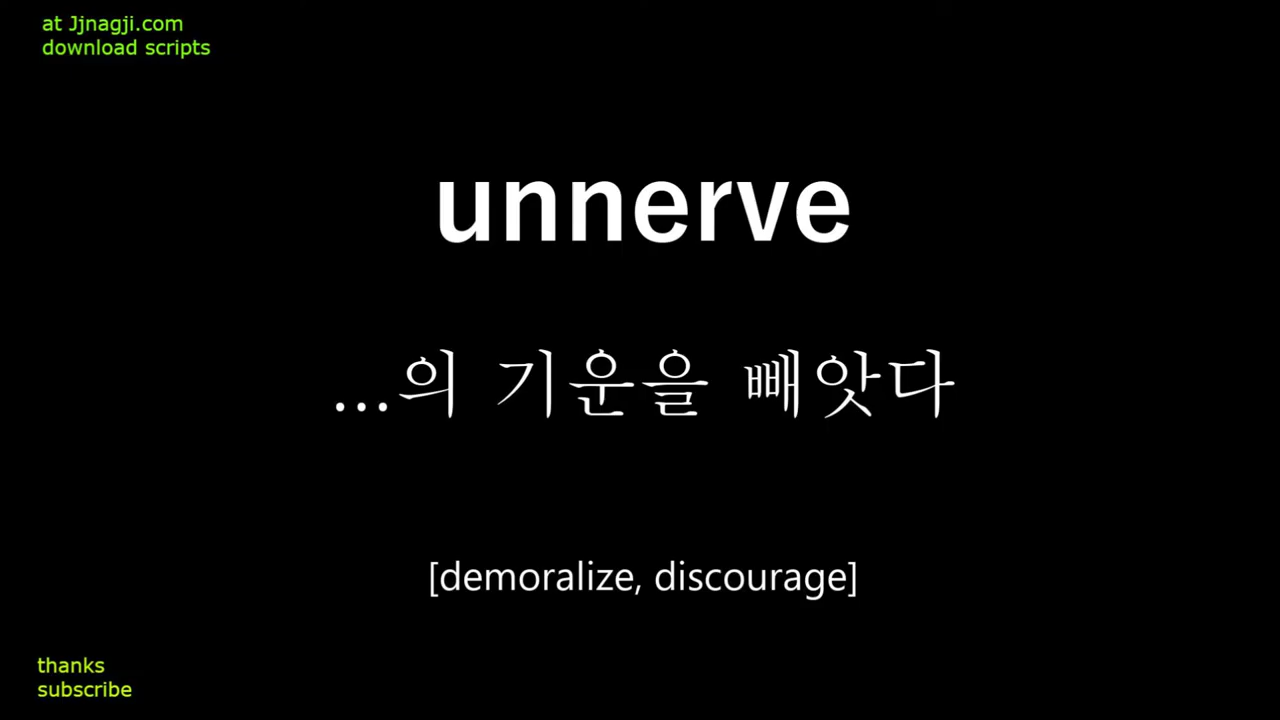 at Jjnagji.com
download scripts
unnerve
...의 기운을 빼앗다
[demoralize, discourage]
thanks
subscribe